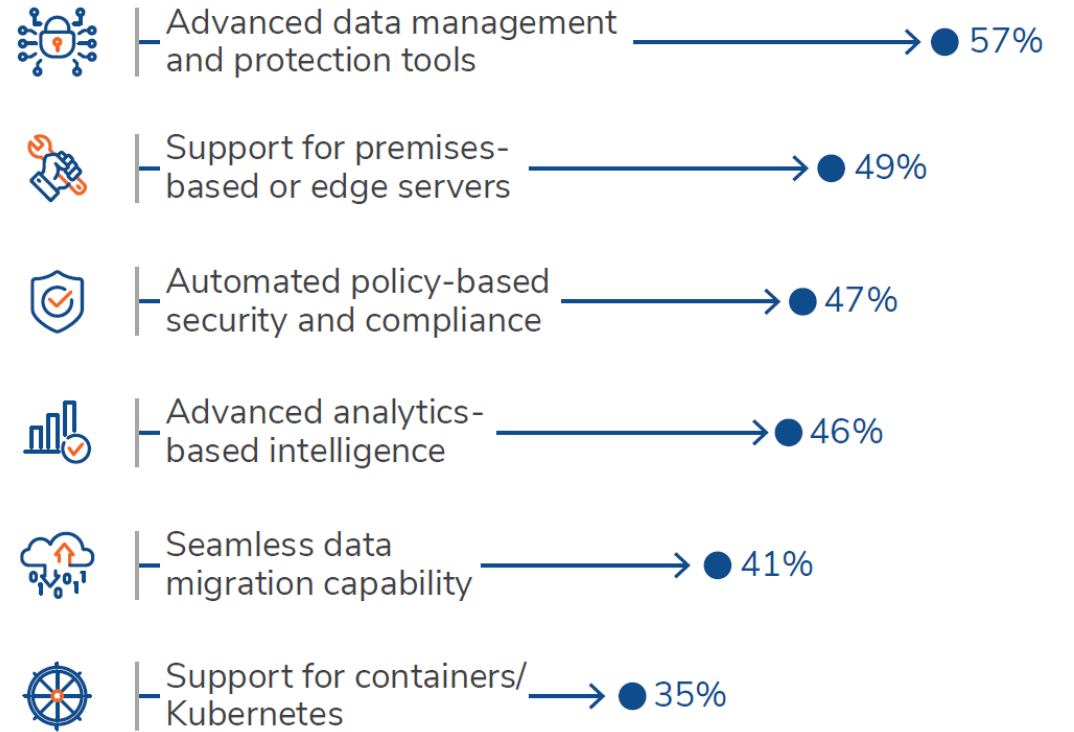 Advanced data management
and protection tools
57%
Support for premises-
based or edge servers
49%
Automated policy-based
security and compliance
47%
Advanced analytics-
based intelligence
46%
Seamless data
migration capability
41%
Support for containers/
Kubernetes
35%